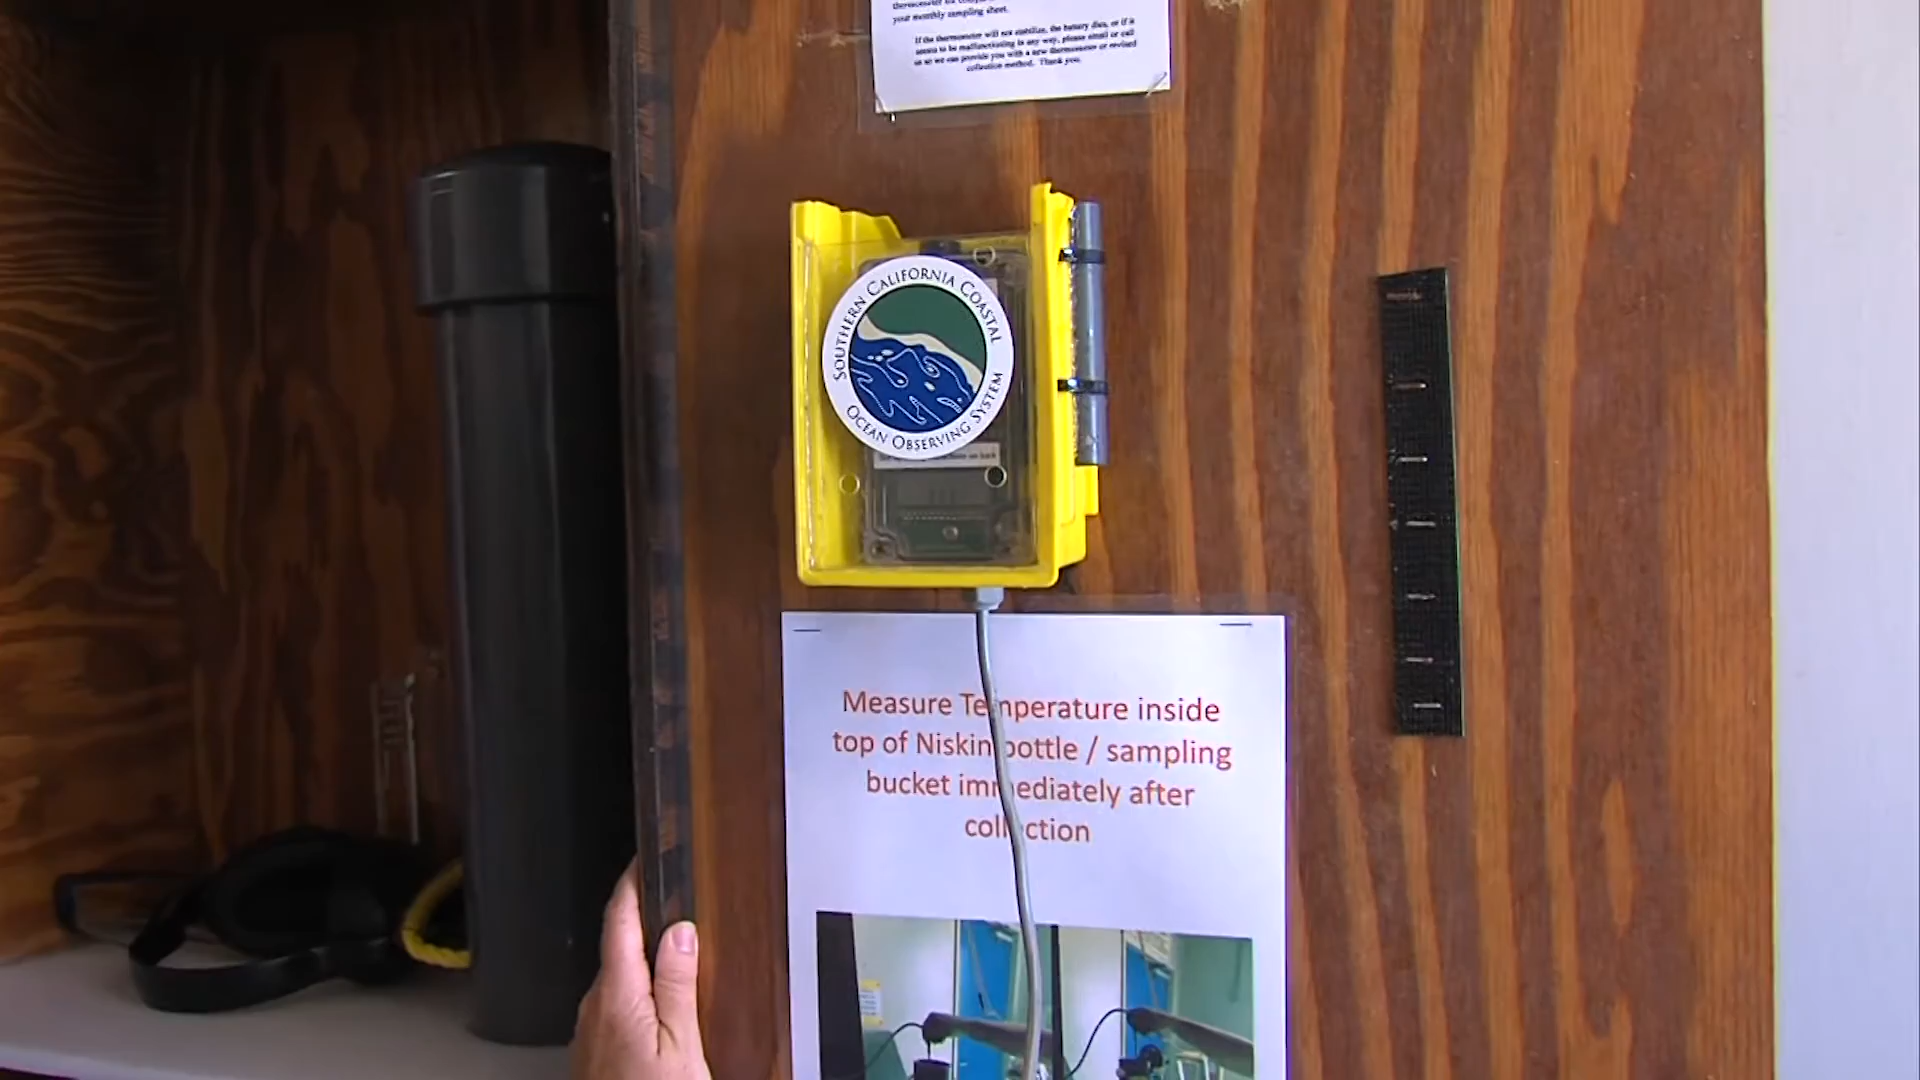 your monthly sampling sheet.
If the thermometer will not stabilize, the battery dies, or if it
seems to be malfunctioning in any way, please email or call
us so we can provide you with a new thermometer or revised
collection method. Thank you.
SOUTHERN CALIFORNIA COASTAL
OCEAN OBSERVING SYSTEM
Measure Temperature inside
top of Niskin bottle / sampling
bucket immediately after
collection